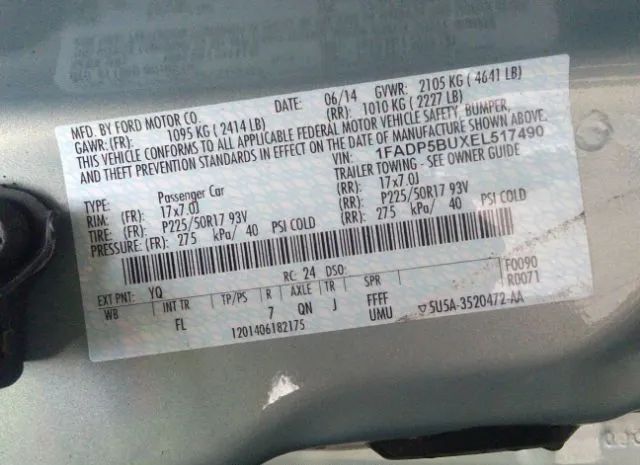 MFD. BY FORD MOTOR CO. DATE: 06/14 GVWR: 2105 KG ( 4641 LB)
GAWR: (FR): 1095 KG ( 2414 LB) (RR): 1010 KG ( 2227 LB)
THIS VEHICLE CONFORMS TO ALL APPLICABLE FEDERAL MOTOR VEHICLE SAFETY, BUMPER,
AND THEFT PREVENTION STANDARDS IN EFFECT ON THE DATE OF MANUFACTURE SHOWN ABOVE.
VIN: 1FADP5BUXEL517490
TYPE: Passenger Car TRAILER TOWING - SEE OWNER GUIDE
RIM: (FR): 17x7.0J (RR): 17x7.0J
TIRE: (FR): P225/50R17 93V (RR): P225/50R17 93V
PRESSURE: (FR): 275 kPa/ 40 PSI COLD (RR): 275 kPa/ 40 PSI COLD
EXT PNT: YQ RC: 24 DSO: F0090
WB INT TR TP/PS R AXLE TR SPR R0071
FL 7 QN J FFFF
UMU 5U5A-3520472-AA
1201406182175